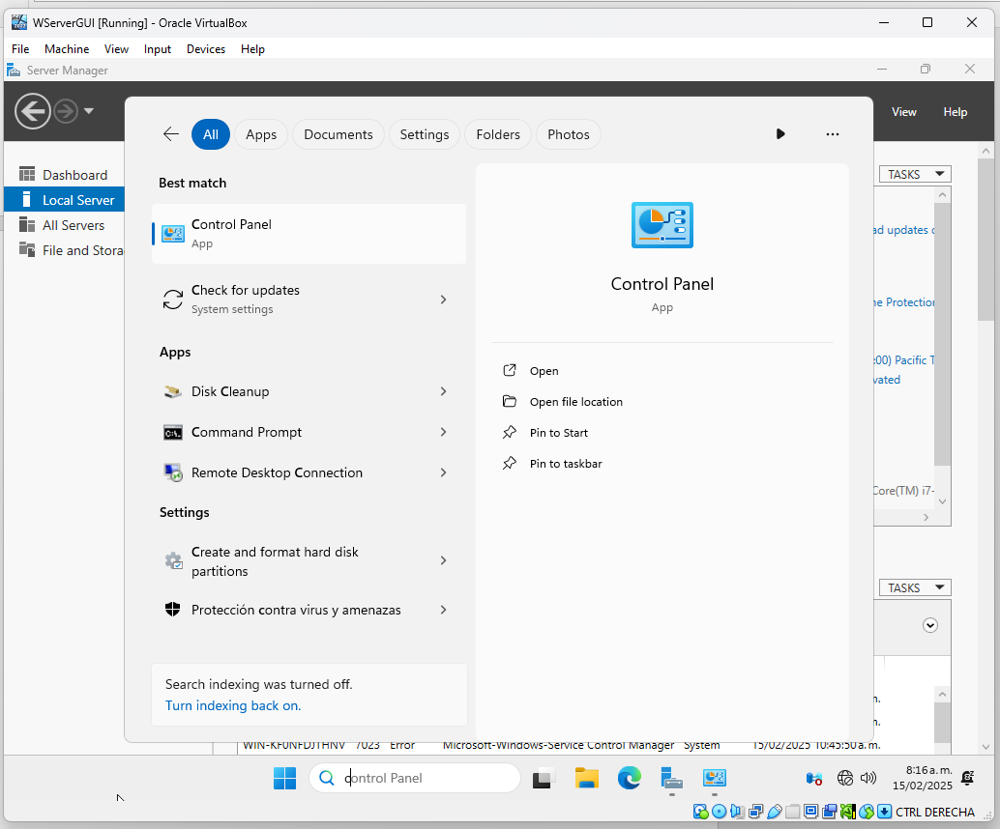 WServerGUI [Running] - Oracle VirtualBox
File Machine View Input Devices Help
Server Manager
View Help
Dashboard
Local Server
All Servers
File and Stora
All Apps Documents Settings Folders Photos
Best match
Control Panel
App
Check for updates
System settings
Apps
Disk Cleanup
Command Prompt
Remote Desktop Connection
Settings
Create and format hard disk
partitions
Protección contra virus y amenazas
Search indexing was turned off.
Turn indexing back on.
Control Panel
App
Open
Open file location
Pin to Start
Pin to taskbar
TASKS
ad updates
ne Protection
:00) Pacific T
vated
Core(TM) i7-
TASKS
m.
m.
WIN-KF0NFDJTHNV 7023 Error Microsoft-Windows-Service Control Manager System 15/02/2025 10:45:50 a. m.
control Panel
8:16 a. m.
15/02/2025
CTRL DERECHA